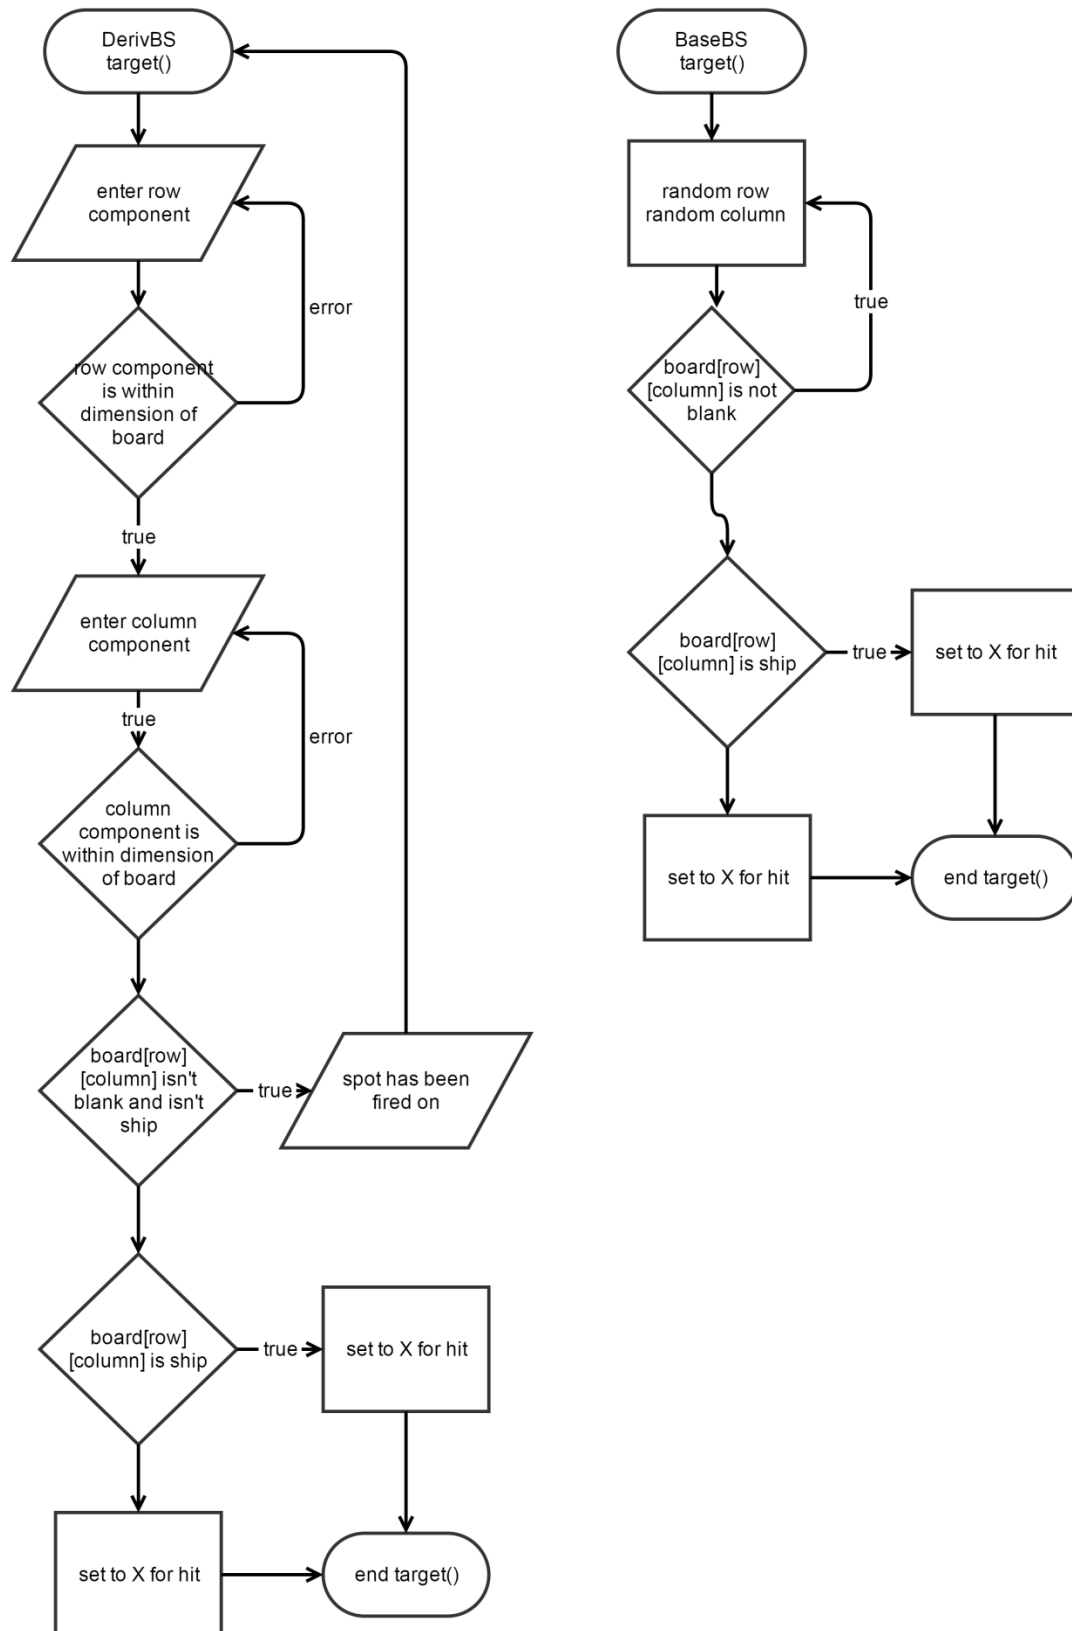 DerivBS
target()
enter row
component
error
row component
is within
dimension of
board
true
enter column
component
true
error
column
component is
within dimension
of board
board[row]
[column] isn't
blank and isn't
ship
true
spot has been
fired on
board[row]
[column] is ship
true
set to X for hit
set to X for hit
end target()
BaseBS
target()
random row
random column
true
board[row]
[column] is not
blank
board[row]
[column] is ship
true
set to X for hit
set to X for hit
end target()